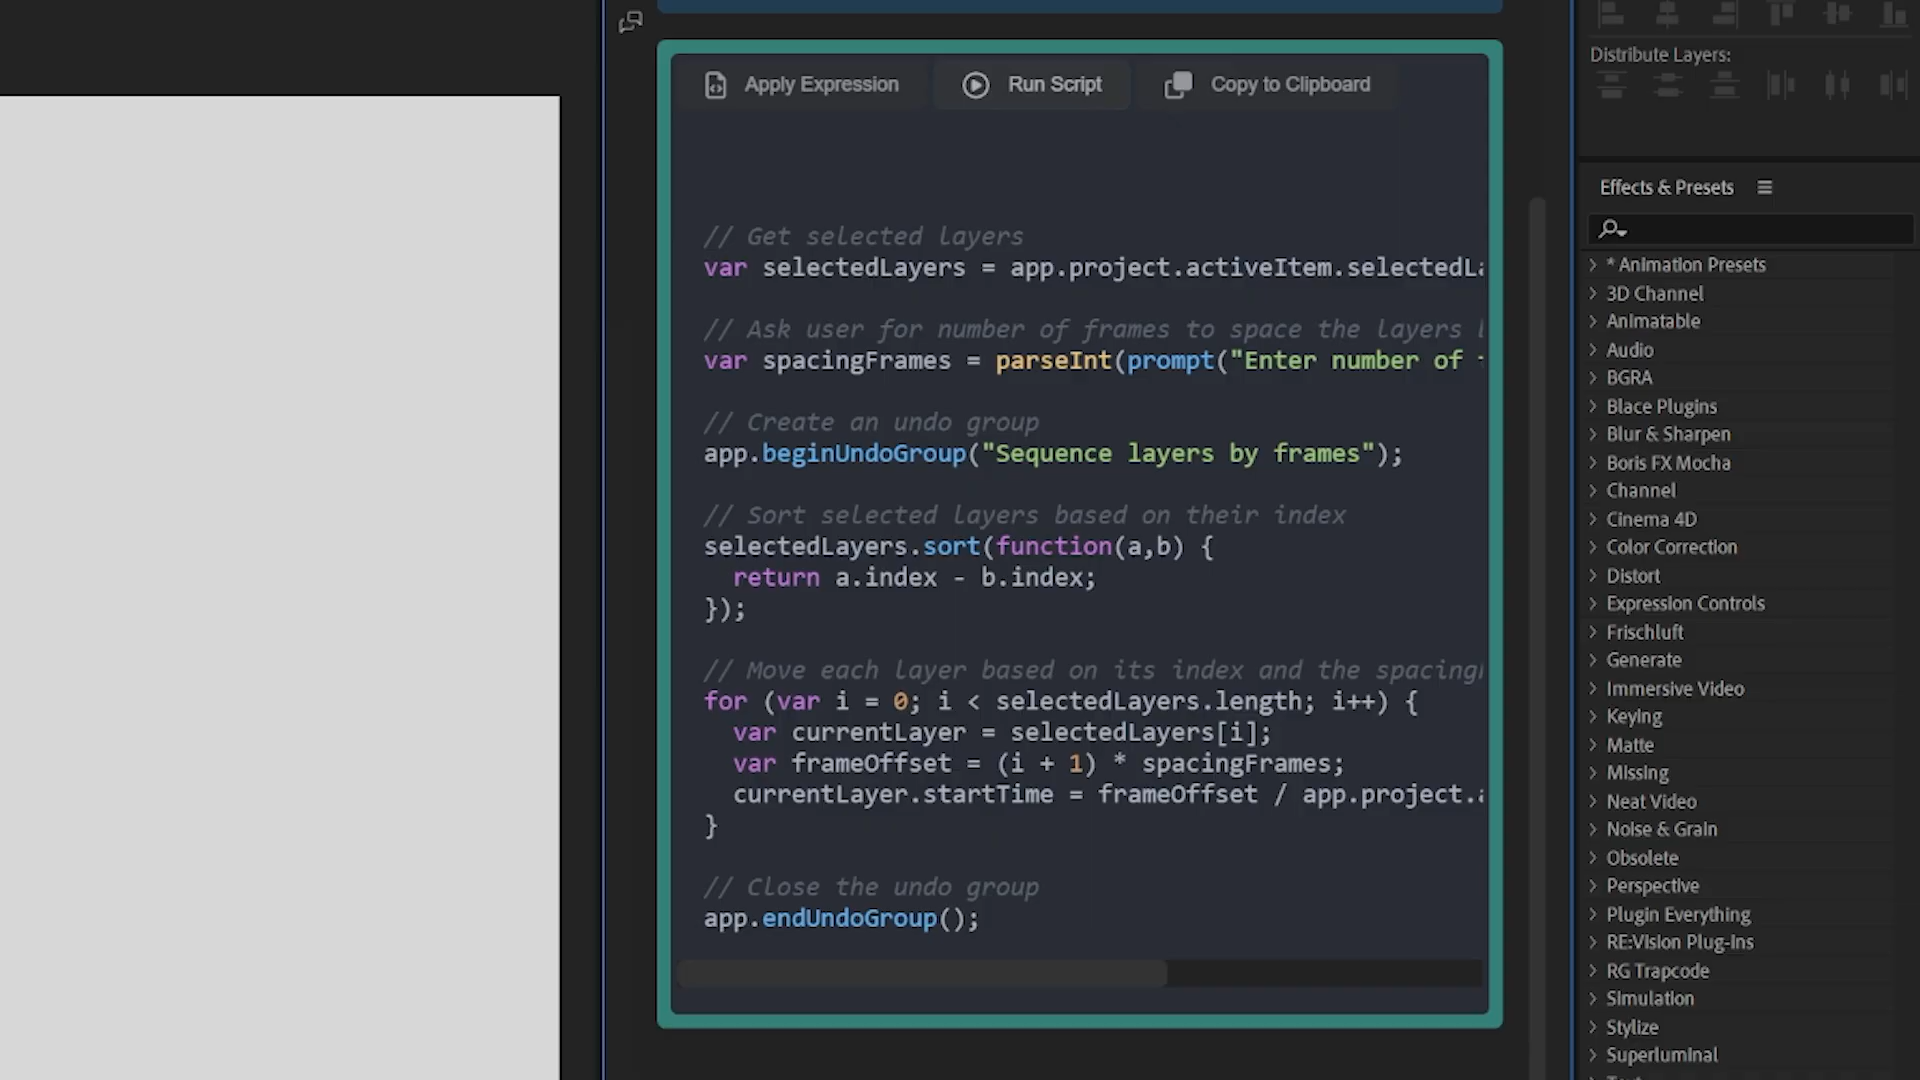 Apply Expression
Run Script
Copy to Clipboard
// Get selected layers
var selectedLayers = app.project.activeItem.selectedLa
// Ask user for number of frames to space the layers
var spacingFrames = parseInt(prompt("Enter number of
// Create an undo group
app.beginUndoGroup("Sequence layers by frames");
// Sort selected layers based on their index
selectedLayers.sort(function(a,b) {
return a.index - b.index;
});
// Move each layer based on its index and the spacing
for (var i = 0; i < selectedLayers.length; i++) {
var currentLayer = selectedLayers[i];
var frameOffset = (i + 1) * spacingFrames;
currentLayer.startTime = frameOffset / app.project.a
}
// Close the undo group
app.endUndoGroup();
Distribute Layers:
Effects & Presets
* Animation Presets
3D Channel
Animatable
Audio
BGRA
Blace Plugins
Blur & Sharpen
Boris FX Mocha
Channel
Cinema 4D
Color Correction
Distort
Expression Controls
Frischluft
Generate
Immersive Video
Keying
Matte
Missing
Neat Video
Noise & Grain
Obsolete
Perspective
Plugin Everything
RE:Vision Plug-ins
RG Trapcode
Simulation
Stylize
Superluminal